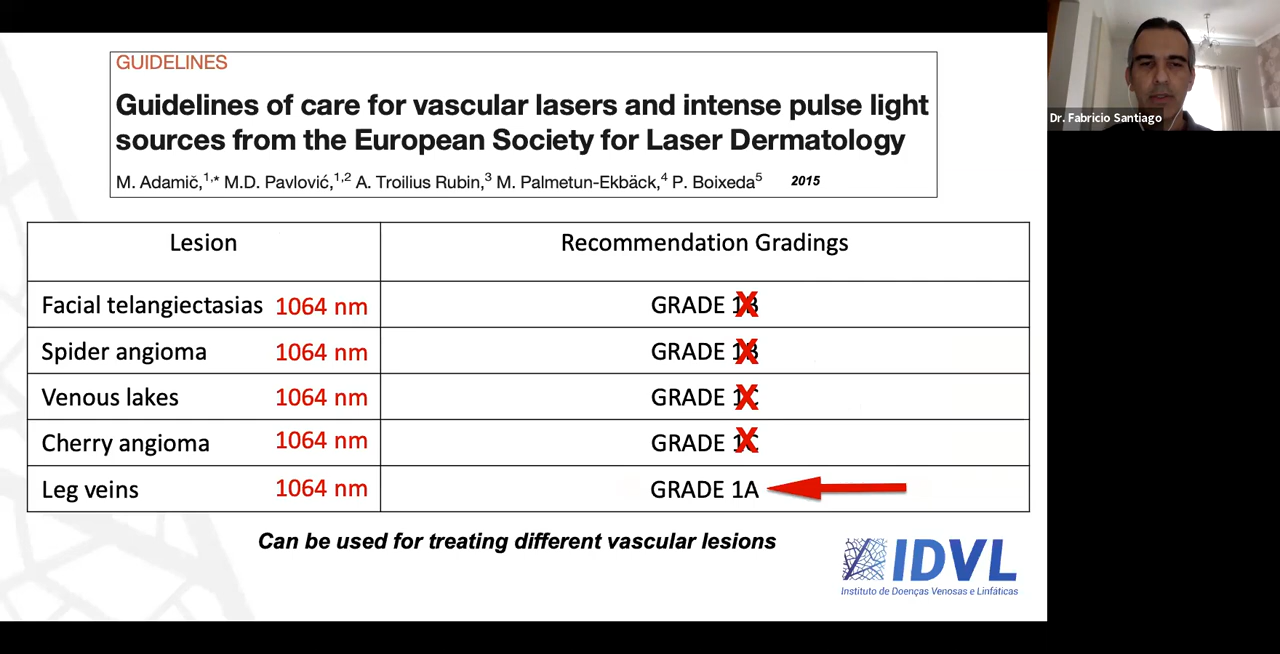 GUIDELINES
Guidelines of care for vascular lasers and intense pulse light
sources from the European Society for Laser Dermatology
M. Adamič,1,* M.D. Pavlović,1,2 A. Troilius Rubin,3 M. Palmetun-Ekbäck,4 P. Boixeda5 2015
Dr. Fabricio Santiago
Lesion Recommendation Gradings
Facial telangiectasias 1064 nm GRADE 1B
Spider angioma 1064 nm GRADE 1B
Venous lakes 1064 nm GRADE 1C
Cherry angioma 1064 nm GRADE 1C
Leg veins 1064 nm GRADE 1A
Can be used for treating different vascular lesions
IDVL
Instituto de Doenças Venosas e Linfáticas